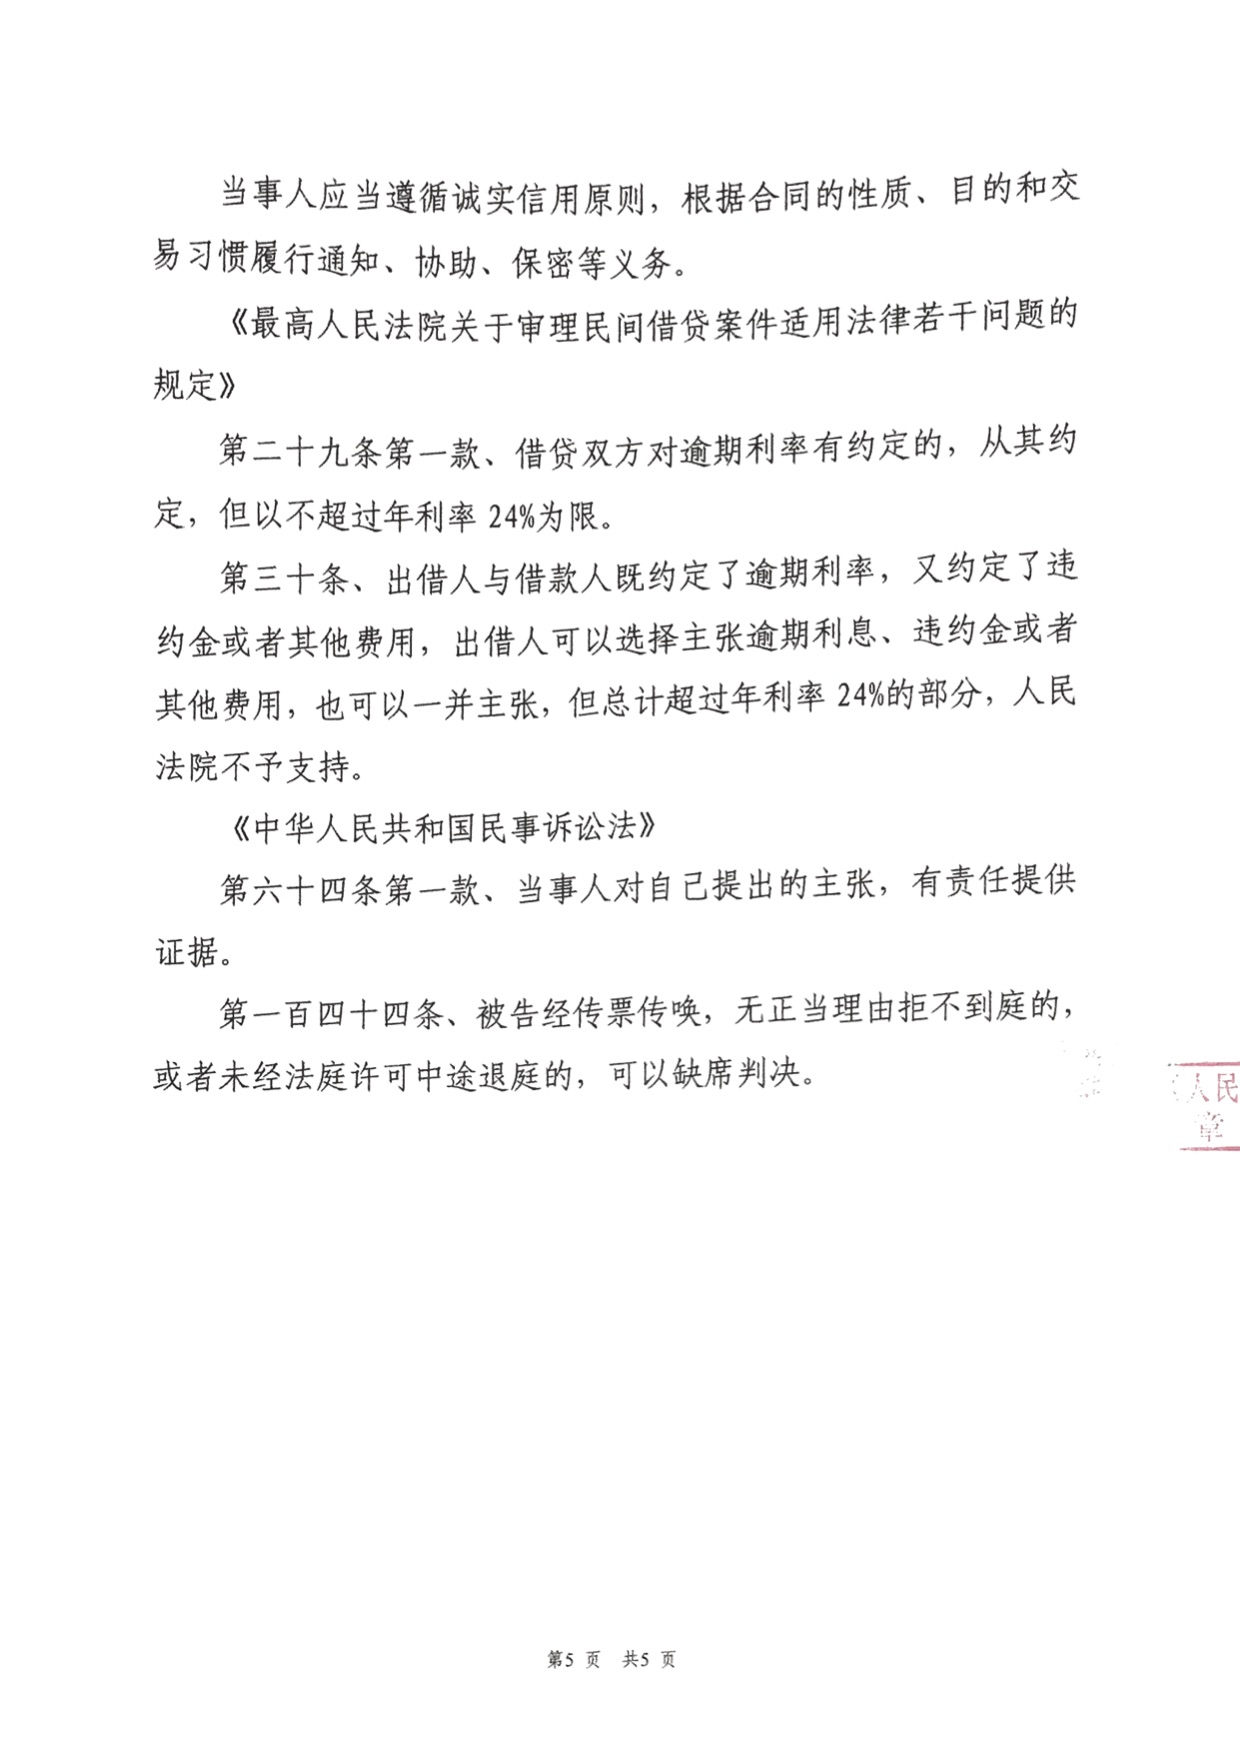 当事人应当遵循诚实信用原则，根据合同的性质、目的和交
易习惯履行通知、协助、保密等义务。
《最高人民法院关于审理民间借贷案件适用法律若干问题的
规定》
第二十九条第一款、借贷双方对逾期利率有约定的，从其约
定，但以不超过年利率 24%为限。
第三十条、出借人与借款人既约定了逾期利率，又约定了违
约金或者其他费用，出借人可以选择主张逾期利息、违约金或者
其他费用，也可以一并主张，但总计超过年利率 24%的部分，人民
法院不予支持。
《中华人民共和国民事诉讼法》
第六十四条第一款、当事人对自己提出的主张，有责任提供
证据。
第一百四十四条、被告经传票传唤，无正当理由拒不到庭的，
或者未经法庭许可中途退庭的，可以缺席判决。
人民
章
第5 页 共5 页